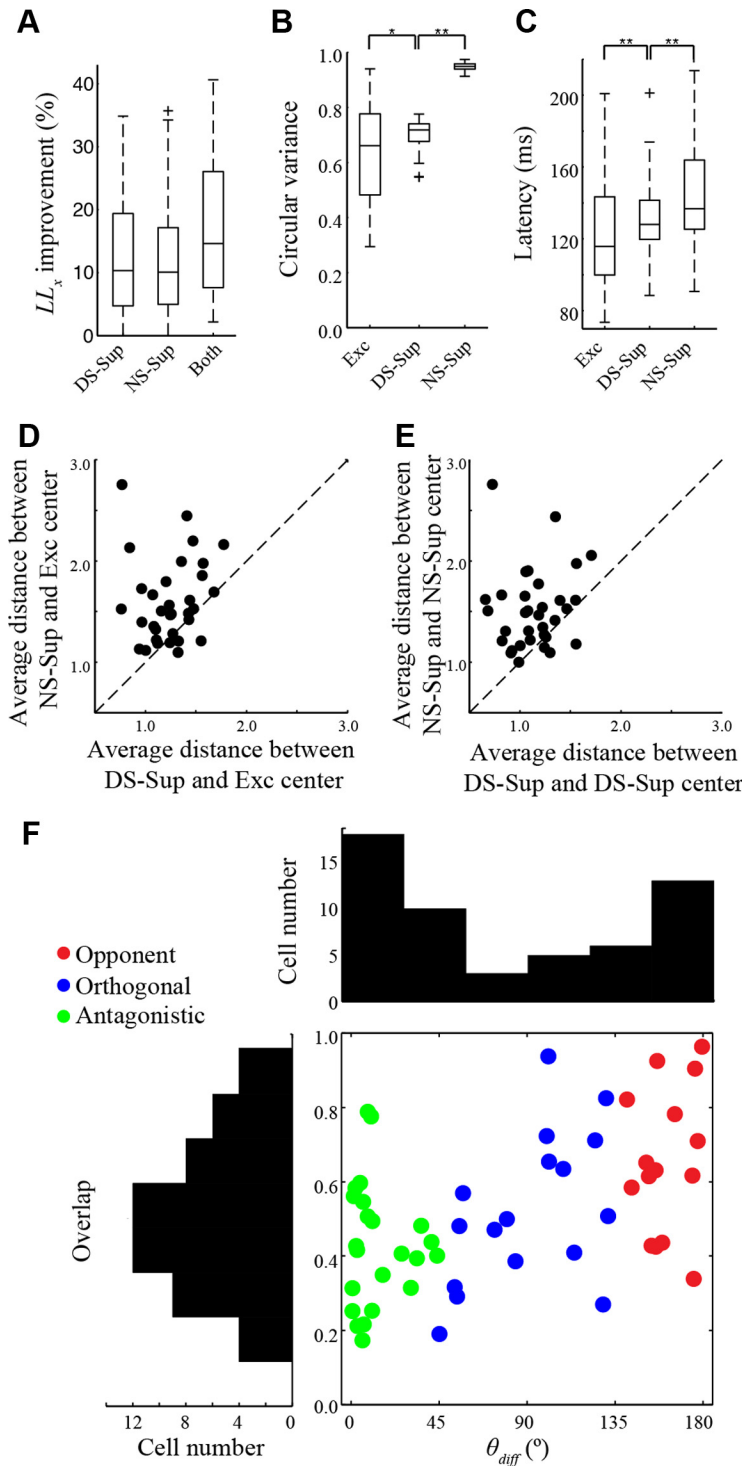 A
LLx improvement (%)
40
30
20
10
0
DS-Sup
NS-Sup
Both
B
Circular variance
1.0
0.8
0.6
0.4
0.2
0.0
*
**
Exc
DS-Sup
NS-Sup
C
Latency (ms)
200
160
120
80
**
**
Exc
DS-Sup
NS-Sup
D
Average distance between
NS-Sup and Exc center
3.0
2.0
1.0
1.0
2.0
3.0
Average distance between
DS-Sup and Exc center
E
Average distance between
NS-Sup and NS-Sup center
3.0
2.0
1.0
1.0
2.0
3.0
Average distance between
DS-Sup and DS-Sup center
F
Cell number
15
10
5
0
Opponent
Orthogonal
Antagonistic
Overlap
12
8
4
0
Cell number
1.0
0.8
0.6
0.4
0.2
0.0
0
45
90
135
180
θdiff (º)